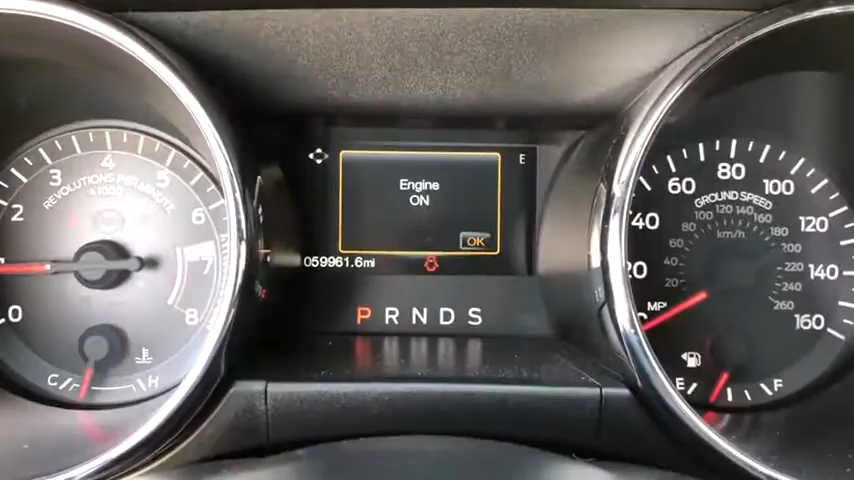 REVOLUTIONS PER MINUTE
x1000
0 2 3 4 5 6 7 8
C H
E
Engine
ON
OK
059961.6mi
P R N D S
GROUND SPEED
20 40 60 80 100 120 140 160
MPH
20 40 60 80 100 120 140 160 180 200 220 240 260
km/h
E F